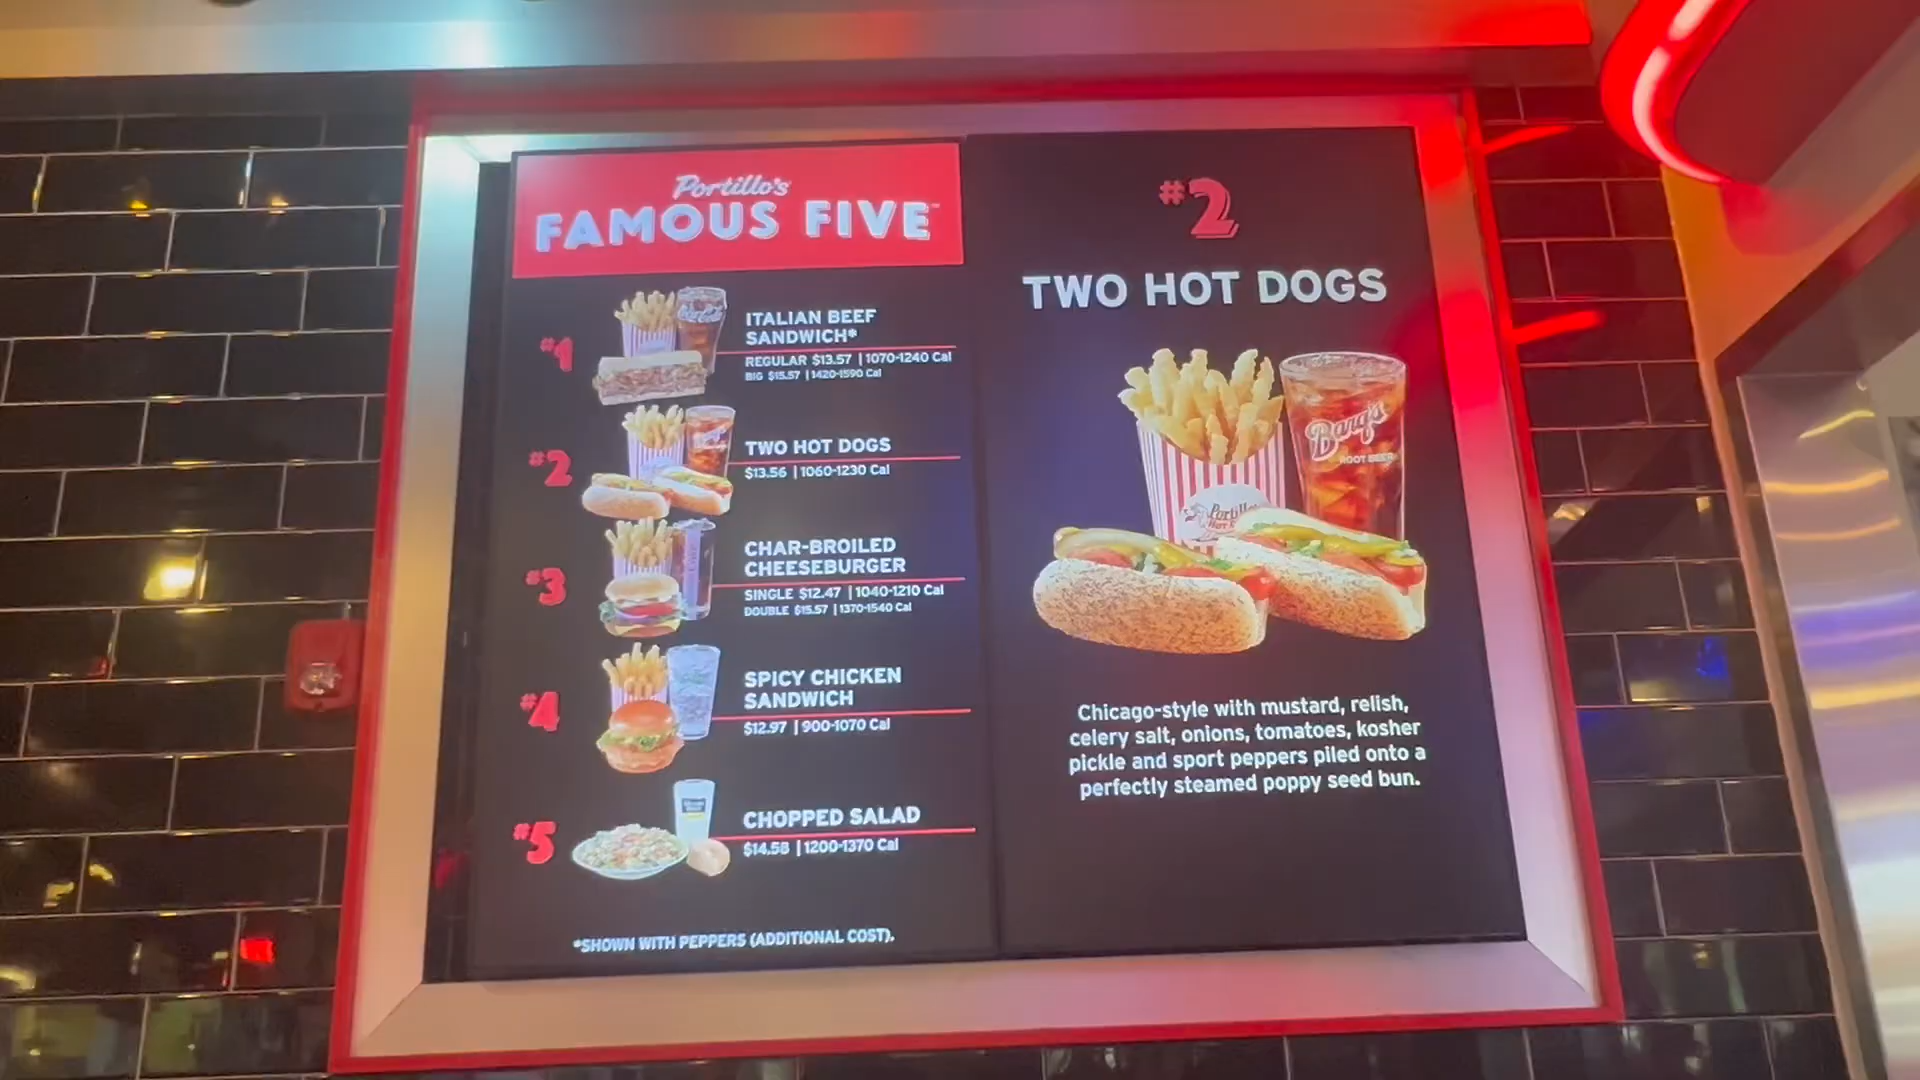 Portillo's
FAMOUS FIVE™
#1
ITALIAN BEEF
SANDWICH*
REGULAR $13.57 | 1070-1240 Cal
BIG $15.57 | 1420-1590 Cal
#2
TWO HOT DOGS
$13.56 | 1060-1230 Cal
#3
CHAR-BROILED
CHEESEBURGER
SINGLE $12.47 | 1040-1210 Cal
DOUBLE $15.57 | 1370-1540 Cal
#4
SPICY CHICKEN
SANDWICH
$12.97 | 900-1070 Cal
#5
CHOPPED SALAD
$14.58 | 1200-1370 Cal
*SHOWN WITH PEPPERS (ADDITIONAL COST).
#2
TWO HOT DOGS
Barq's
ROOT BEER
Portillo's
Chicago-style with mustard, relish,
celery salt, onions, tomatoes, kosher
pickle and sport peppers piled onto a
perfectly steamed poppy seed bun.